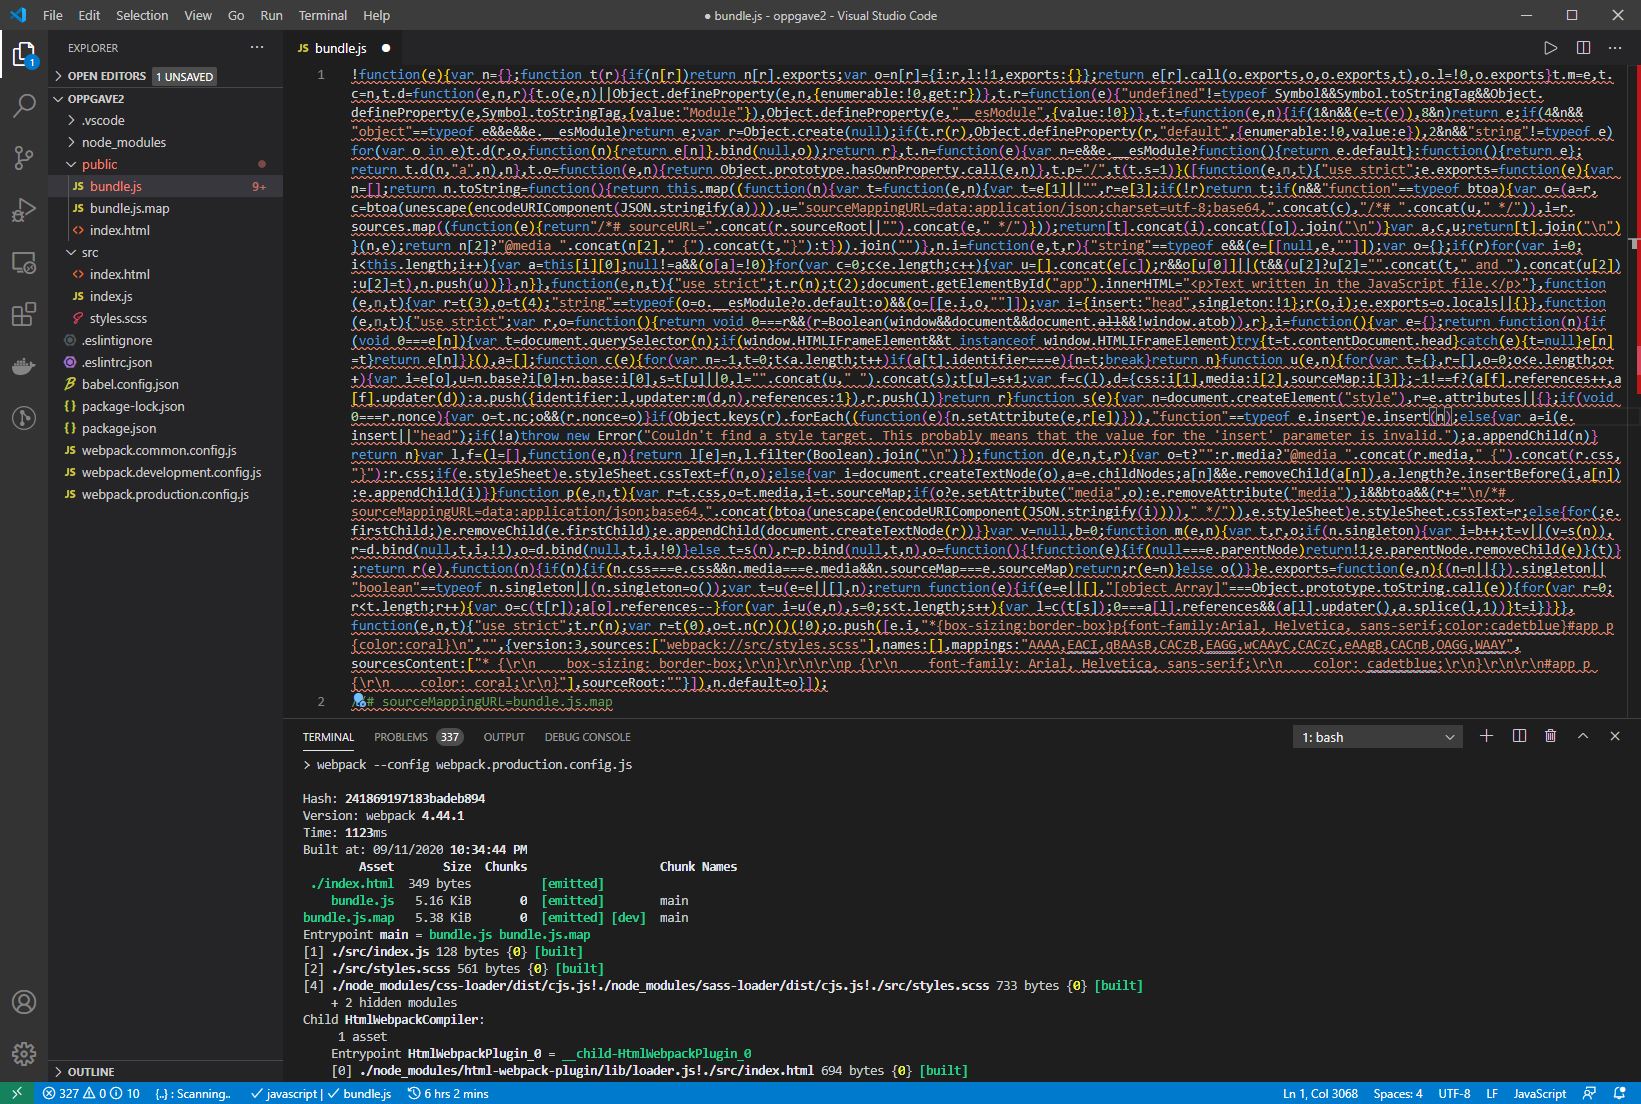 File Edit Selection View Go Run Terminal Help
● bundle.js - oppgave2 - Visual Studio Code
EXPLORER
OPEN EDITORS 1 UNSAVED
OPPGAVE2
.vscode
node_modules
public
JS bundle.js 9+
JS bundle.js.map
index.html
src
index.html
JS index.js
styles.scss
.eslintignore
.eslintrc.json
babel.config.json
package-lock.json
package.json
JS webpack.common.config.js
JS webpack.development.config.js
JS webpack.production.config.js
OUTLINE
JS bundle.js
1
!function(e){var n={};function t(r){if(n[r])return n[r].exports;var o=n[r]={i:r,l:!1,exports:{}};return e[r].call(o.exports,o,o.exports,t),o.l=!0,o.exports}t.m=e,t.
c=n,t.d=function(e,n,r){t.o(e,n)||Object.defineProperty(e,n,{enumerable:!0,get:r})},t.r=function(e){"undefined"!=typeof Symbol&&Symbol.toStringTag&&Object.
defineProperty(e,Symbol.toStringTag,{value:"Module"}),Object.defineProperty(e,"__esModule",{value:!0})},t.t=function(e,n){if(1&n&&(e=t(e)),8&n)return e;if(4&n&&
"object"==typeof e&&e&&e.__esModule)return e;var r=Object.create(null);if(t.r(r),Object.defineProperty(r,"default",{enumerable:!0,value:e}),2&n&&"string"!=typeof e)
for(var o in e)t.d(r,o,function(n){return e[n]}.bind(null,o));return r},t.n=function(e){var n=e&&e.__esModule?function(){return e.default}:function(){return e};
return t.d(n,"a",n),n},t.o=function(e,n){return Object.prototype.hasOwnProperty.call(e,n)},t.p="/",t(t.s=1)}([function(e,n,t){"use strict";e.exports=function(e){var
n=[];return n.toString=function(){return this.map((function(n){var t=function(e,n){var t=e[1]||"",r=e[3];if(!r)return t;if(n&&"function"==typeof btoa){var o=(a=r,
c=btoa(unescape(encodeURIComponent(JSON.stringify(a)))),u="sourceMappingURL=data:application/json;charset=utf-8;base64,".concat(c),"/*# ".concat(u," */")),i=r.
sources.map((function(e){return"/*# sourceURL=".concat(r.sourceRoot||"").concat(e," */")}));return[t].concat(i).concat([o]).join("\n")}var a,c,u;return[t].join("\n")
}(n,e);return n[2]?"@media ".concat(n[2]," {").concat(t,"}"):t})).join("")},n.i=function(e,t,r){"string"==typeof e&&(e=[[null,e,""]]);var o={};if(r)for(var i=0;
i<this.length;i++){var a=this[i][0];null!=a&&(o[a]=!0)}for(var c=0;c<e.length;c++){var u=[].concat(e[c]);r&&o[u[0]]||(t&&(u[2]?u[2]="".concat(t," and ").concat(u[2])
:u[2]=t),n.push(u))}},n}},function(e,n,t){"use strict";t.r(n);t(2);document.getElementById("app").innerHTML="<p>Text written in the JavaScript file.</p>"},function
(e,n,t){var r=t(3),o=t(4);"string"==typeof(o=o.__esModule?o.default:o)&&(o=[[e.i,o,""]]);var i={insert:"head",singleton:!1};r(o,i);e.exports=o.locals||{}},function
(e,n,t){"use strict";var r,o=function(){return void 0===r&&(r=Boolean(window&&document&&document.all&&!window.atob)),r},i=function(){var e={};return function(n){if
(void 0===e[n]){var t=document.querySelector(n);if(window.HTMLIFrameElement&&t instanceof window.HTMLIFrameElement)try{t=t.contentDocument.head}catch(e){t=null}e[n]
=t}return e[n]}}(),a=[];function c(e){for(var n=-1,t=0;t<a.length;t++)if(a[t].identifier===e){n=t;break}return n}function u(e,n){for(var t={},r=[],o=0;o<e.length;o+
+){var i=e[o],u=n.base?i[0]+n.base:i[0],s=t[u]||0,l="".concat(u," ").concat(s);t[u]=s+1;var f=c(l),d={css:i[1],media:i[2],sourceMap:i[3]};-1!==f?(a[f].references++,a
[f].updater(d)):a.push({identifier:l,updater:m(d,n),references:1}),r.push(l)}return r}function s(e){var n=document.createElement("style"),r=e.attributes||{};if(void
0===r.nonce){var o=t.nc;o&&(r.nonce=o)}if(Object.keys(r).forEach((function(e){n.setAttribute(e,r[e])})),"function"==typeof e.insert)e.insert(n);else{var a=i(e.
insert||"head");if(!a)throw new Error("Couldn't find a style target. This probably means that the value for the 'insert' parameter is invalid.");a.appendChild(n)}
return n}var l,f=(l=[],function(e,n){return l[e]=n,l.filter(Boolean).join("\n")});function d(e,n,t,r){var o=t?"":r.media?"@media ".concat(r.media," {").concat(r.css,
"}"):r.css;if(e.styleSheet)e.styleSheet.cssText=f(n,o);else{var i=document.createTextNode(o),a=e.childNodes;a[n]&&e.removeChild(a[n]),a.length?e.insertBefore(i,a[n])
:e.appendChild(i)}}function p(e,n,t){var r=t.css,o=t.media,i=t.sourceMap;if(o?e.setAttribute("media",o):e.removeAttribute("media"),i&&btoa&&(r+="\n/*#
sourceMappingURL=data:application/json;base64,".concat(btoa(unescape(encodeURIComponent(JSON.stringify(i))))," */")),e.styleSheet)e.styleSheet.cssText=r;else{for(;e.
firstChild;)e.removeChild(e.firstChild);e.appendChild(document.createTextNode(r))}}var v=null,b=0;function m(e,n){var t,r,o;if(n.singleton){var i=b++;t=v||(v=s(n)),
r=d.bind(null,t,i,!1),o=d.bind(null,t,i,!0)}else t=s(n),r=p.bind(null,t,n),o=function(){!function(e){if(null===e.parentNode)return!1;e.parentNode.removeChild(e)}(t)}
;return r(e),function(n){if(n){if(n.css===e.css&&n.media===e.media&&n.sourceMap===e.sourceMap)return;r(e=n)}else o()}}e.exports=function(e,n){(n=n||{}).singleton||
"boolean"==typeof n.singleton||(n.singleton=o());var t=u(e=e||[],n);return function(e){if(e=e||[],"[object Array]"===Object.prototype.toString.call(e)){for(var r=0;
r<t.length;r++){var o=c(t[r]);a[o].references--}for(var i=u(e,n),s=0;s<t.length;s++){var l=c(t[s]);0===a[l].references&&(a[l].updater(),a.splice(l,1))}t=i}}}},
function(e,n,t){"use strict";t.r(n);var r=t(0),o=t.n(r)()(!0);o.push([e.i,"*{box-sizing:border-box}p{font-family:Arial, Helvetica, sans-serif;color:cadetblue}#app p
{color:coral}\n","",{version:3,sources:["webpack://src/styles.scss"],names:[],mappings:"AAAA,EACI,qBAAsB,CACzB,EAGG,wCAAyC,CACzC,eAAgB,CACnB,OAGG,WAAY",
sourcesContent:["* {\r\n    box-sizing: border-box;\r\n}\r\n\r\np {\r\n    font-family: Arial, Helvetica, sans-serif;\r\n    color: cadetblue;\r\n}\r\n\r\n#app p
{\r\n    color: coral;\r\n}"],sourceRoot:""}]),n.default=o}]);
2
# sourceMappingURL=bundle.js.map
TERMINAL PROBLEMS 337 OUTPUT DEBUG CONSOLE 1: bash
> webpack --config webpack.production.config.js
Hash: 241869197183badeb894
Version: webpack 4.44.1
Time: 1123ms
Built at: 09/11/2020 10:34:44 PM
Asset Size Chunks Chunk Names
./index.html 349 bytes [emitted]
bundle.js 5.16 KiB 0 [emitted] main
bundle.js.map 5.38 KiB 0 [emitted] [dev] main
Entrypoint main = bundle.js bundle.js.map
[1] ./src/index.js 128 bytes {0} [built]
[2] ./src/styles.scss 561 bytes {0} [built]
[4] ./node_modules/css-loader/dist/cjs.js!./node_modules/sass-loader/dist/cjs.js!./src/styles.scss 733 bytes {0} [built]
+ 2 hidden modules
Child HtmlWebpackCompiler:
1 asset
Entrypoint HtmlWebpackPlugin_0 = __child-HtmlWebpackPlugin_0
[0] ./node_modules/html-webpack-plugin/lib/loader.js!./src/index.html 694 bytes {0} [built]
327 0 10 {..} : Scanning.. ✓ javascript | ✓ bundle.js 6 hrs 2 mins Ln 1, Col 3068 Spaces: 4 UTF-8 LF JavaScript